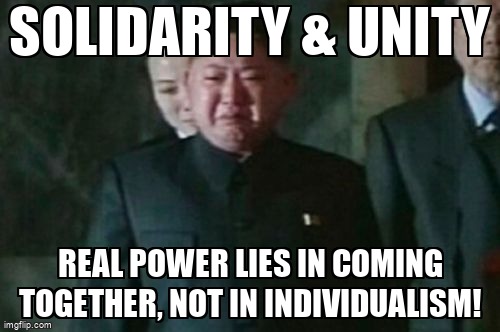 SOLIDARITY & UNITY
REAL POWER LIES IN COMING
TOGETHER, NOT IN INDIVIDUALISM!
imgflip.com